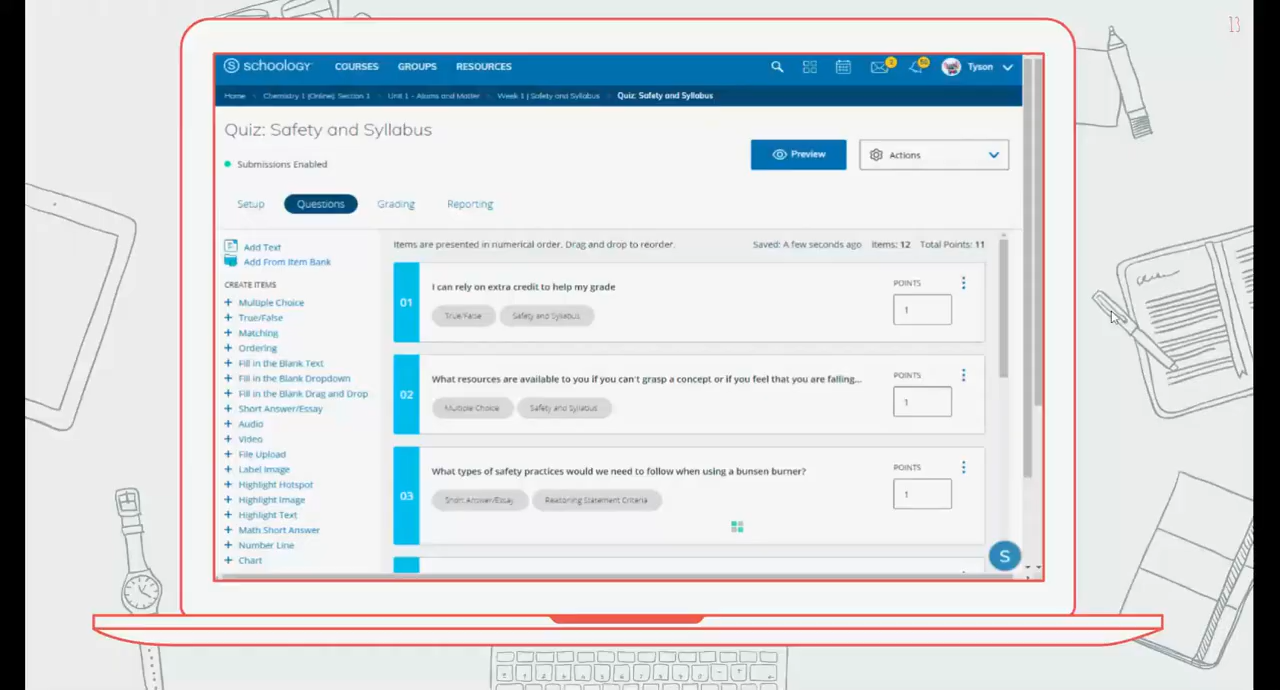 13
schoology COURSES GROUPS RESOURCES Tyson
Home Chemistry 1 (Online): Section 1 Unit 1 - Atoms and Matter Week 1 | Safety and Syllabus Quiz: Safety and Syllabus
Quiz: Safety and Syllabus
Preview Actions
Submissions Enabled
Setup Questions Grading Reporting
Items are presented in numerical order. Drag and drop to reorder. Saved: A few seconds ago Items: 12 Total Points: 11
Add Text
Add From Item Bank
CREATE ITEMS
+ Multiple Choice
+ True/False
+ Matching
+ Ordering
+ Fill in the Blank Text
+ Fill in the Blank Dropdown
+ Fill in the Blank Drag and Drop
+ Short Answer/Essay
+ Audio
+ Video
+ File Upload
+ Label Image
+ Highlight Hotspot
+ Highlight Image
+ Highlight Text
+ Math Short Answer
+ Number Line
+ Chart
01 I can rely on extra credit to help my grade POINTS
True/False Safety and Syllabus 1
02 What resources are available to you if you can't grasp a concept or if you feel that you are falling... POINTS
Multiple Choice Safety and Syllabus 1
03 What types of safety practices would we need to follow when using a bunsen burner? POINTS
Short Answer/Essay Reasoning Statement Criteria 1
S